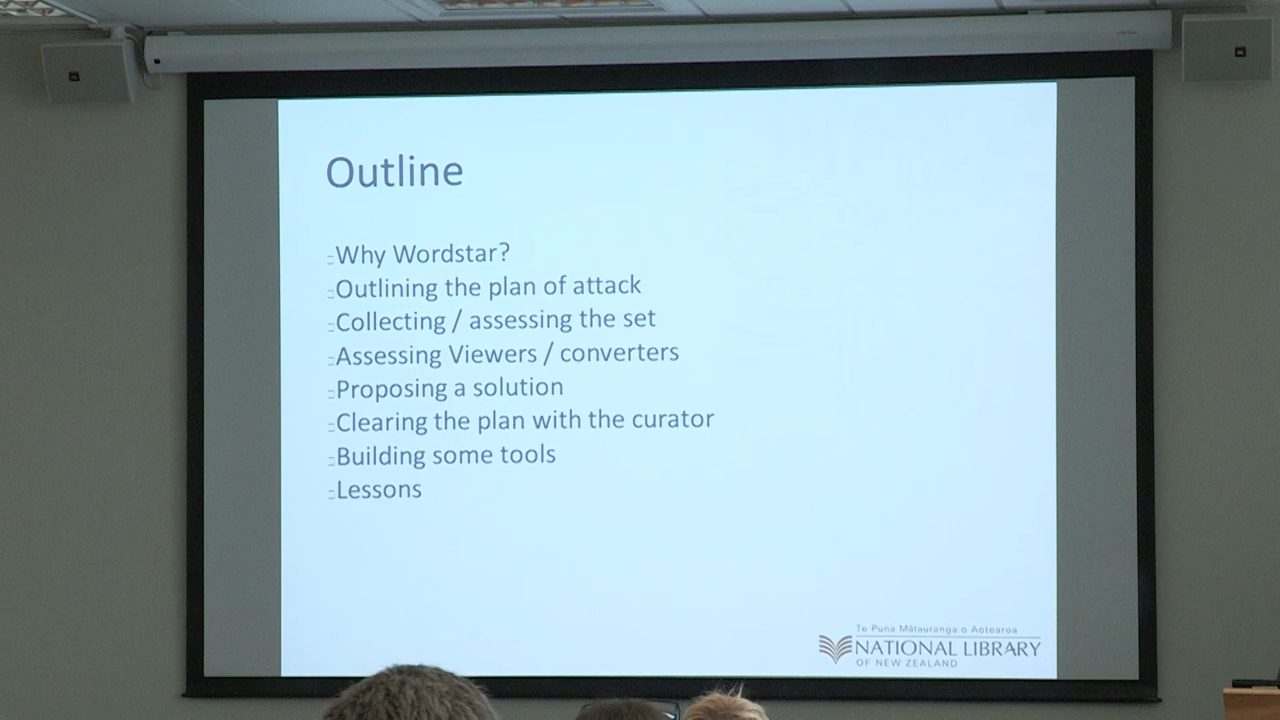 Outline
Why Wordstar?
Outlining the plan of attack
Collecting / assessing the set
Assessing Viewers / converters
Proposing a solution
Clearing the plan with the curator
Building some tools
Lessons
Te Puna Mātauranga o Aotearoa
NATIONAL LIBRARY
OF NEW ZEALAND